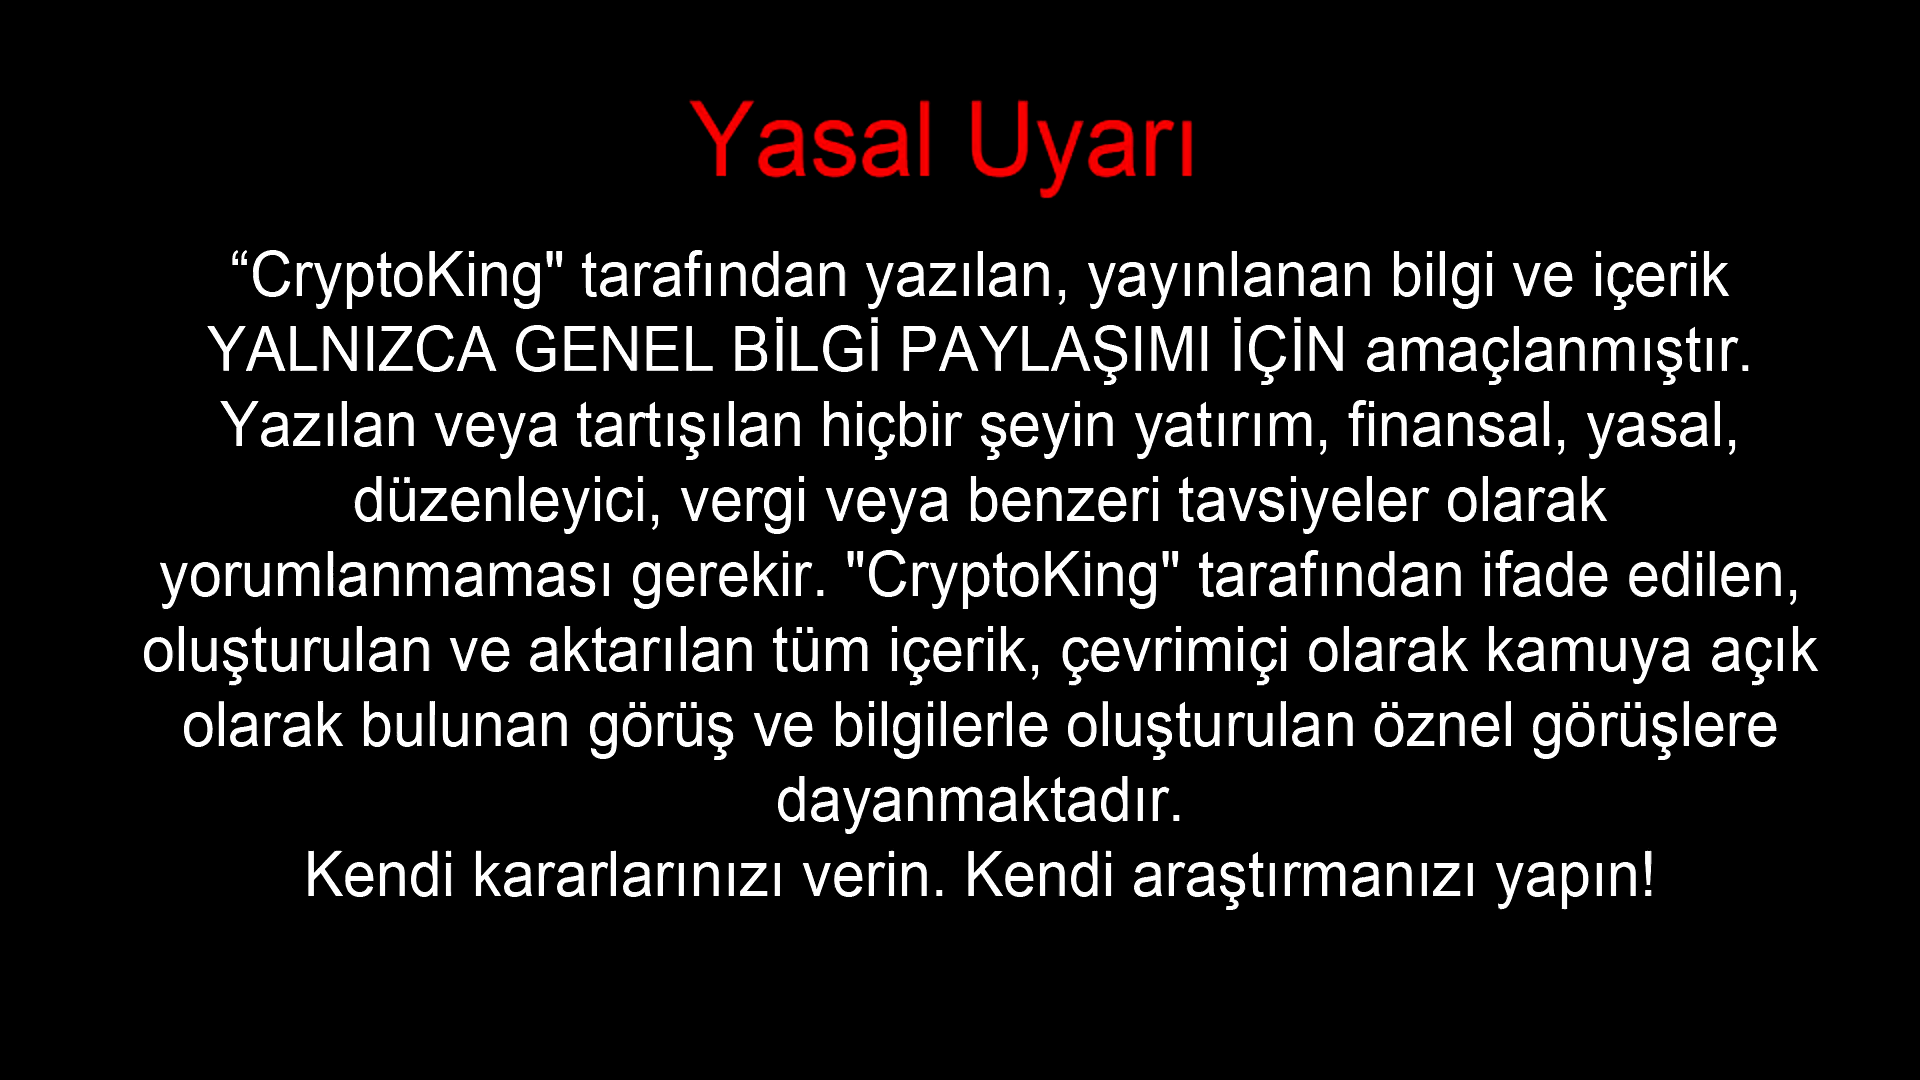 Yasal Uyarı
“CryptoKing" tarafından yazılan, yayınlanan bilgi ve içerik
YALNIZCA GENEL BİLGİ PAYLAŞIMI İÇİN amaçlanmıştır.
Yazılan veya tartışılan hiçbir şeyin yatırım, finansal, yasal,
düzenleyici, vergi veya benzeri tavsiyeler olarak
yorumlanmaması gerekir. "CryptoKing" tarafından ifade edilen,
oluşturulan ve aktarılan tüm içerik, çevrimiçi olarak kamuya açık
olarak bulunan görüş ve bilgilerle oluşturulan öznel görüşlere
dayanmaktadır.
Kendi kararlarınızı verin. Kendi araştırmanızı yapın!